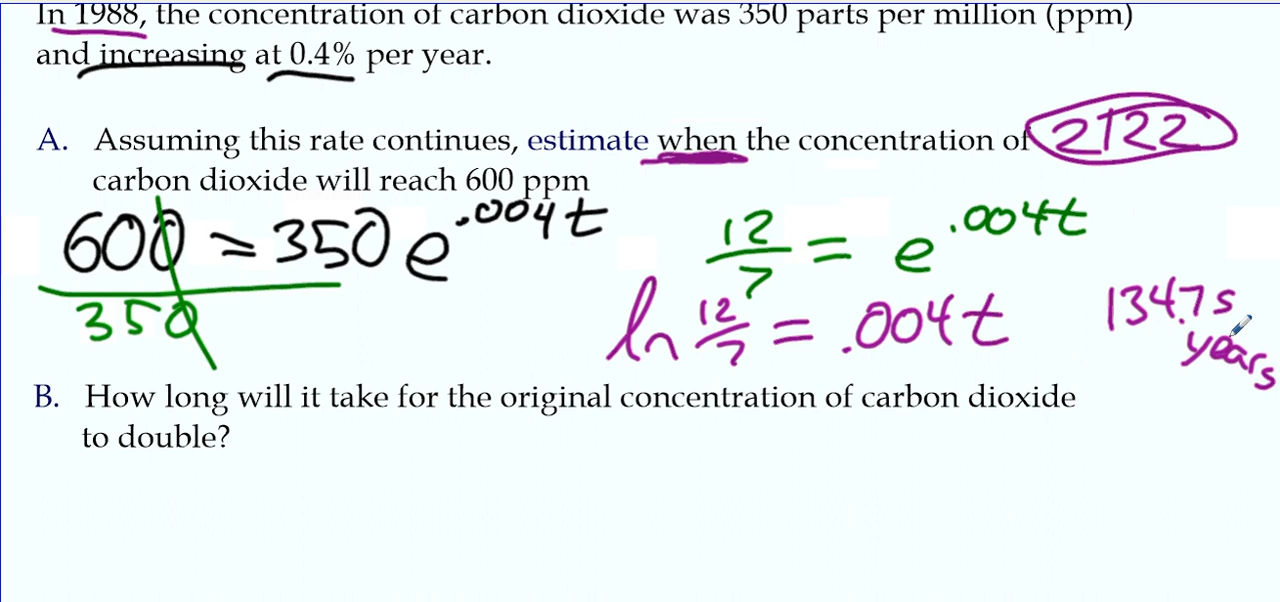 In 1988, the concentration of carbon dioxide was 350 parts per million (ppm)
and increasing at 0.4% per year.
A. Assuming this rate continues, estimate when the concentration of 2122
carbon dioxide will reach 600 ppm
600 = 350 e^.004t
350
12/7 = e^.004t
ln 12/7 = .004t
134.75
years
B. How long will it take for the original concentration of carbon dioxide
to double?